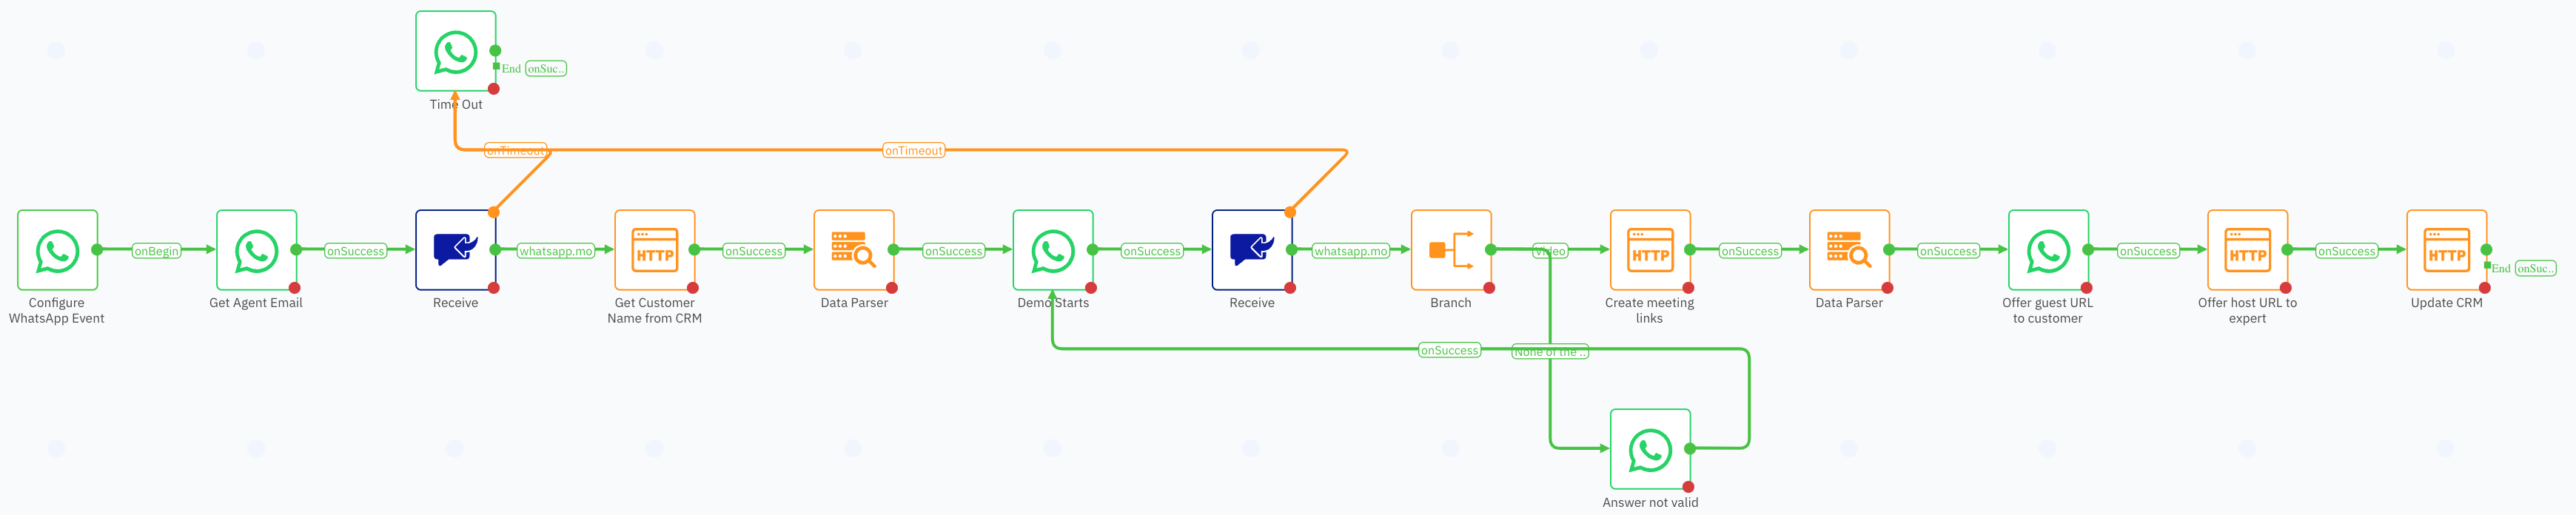 End onSuc..
Time Out
onTimeout
onTimeout
onBegin
onSuccess
whatsapp.mo
HTTP
onSuccess
onSuccess
onSuccess
whatsapp.mo
Video
HTTP
onSuccess
onSuccess
onSuccess
HTTP
onSuccess
HTTP
End onSuc..
Configure
WhatsApp Event
Get Agent Email
Receive
Get Customer
Name from CRM
Data Parser
Demo Starts
Receive
Branch
Create meeting
links
Data Parser
Offer guest URL
to customer
Offer host URL to
expert
Update CRM
onSuccess
None of the ..
Answer not valid